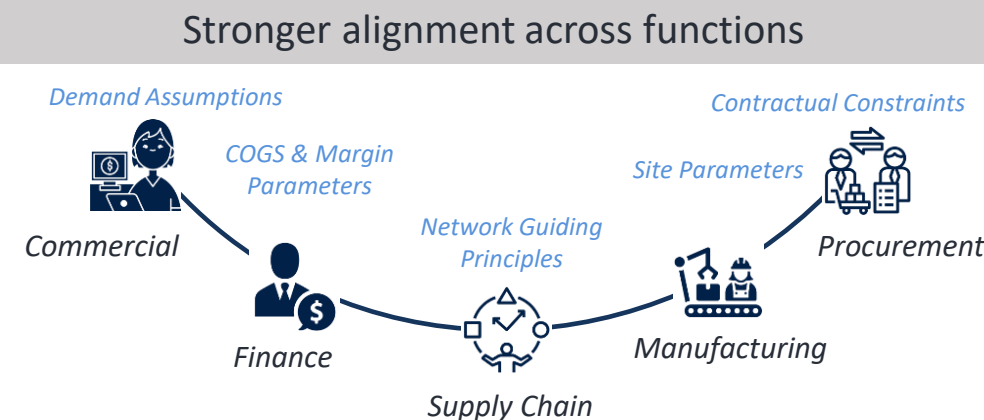 Stronger alignment across functions
Demand Assumptions
Commercial
COGS & Margin
Parameters
Finance
Network Guiding
Principles
Supply Chain
Site Parameters
Manufacturing
Contractual Constraints
Procurement
$
$